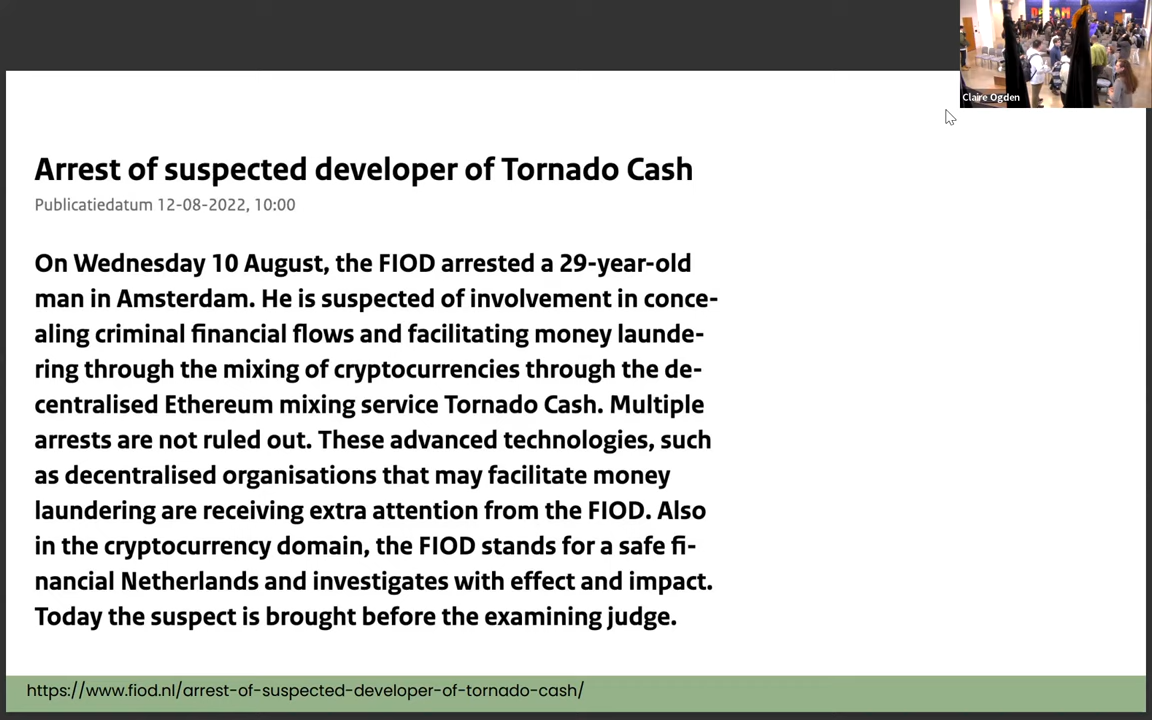 DREAM
Claire Ogden
Arrest of suspected developer of Tornado Cash
Publicatiedatum 12-08-2022, 10:00
On Wednesday 10 August, the FIOD arrested a 29-year-old
man in Amsterdam. He is suspected of involvement in conce-
aling criminal financial flows and facilitating money launde-
ring through the mixing of cryptocurrencies through the de-
centralised Ethereum mixing service Tornado Cash. Multiple
arrests are not ruled out. These advanced technologies, such
as decentralised organisations that may facilitate money
laundering are receiving extra attention from the FIOD. Also
in the cryptocurrency domain, the FIOD stands for a safe fi-
nancial Netherlands and investigates with effect and impact.
Today the suspect is brought before the examining judge.
https://www.fiod.nl/arrest-of-suspected-developer-of-tornado-cash/